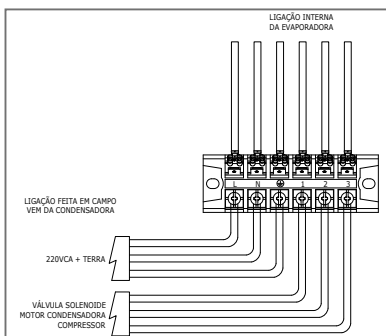 LIGAÇÃO INTERNA
DA EVAPORADORA
L N ⏚ 1 2 3
LIGAÇÃO FEITA EM CAMPO
VEM DA CONDENSADORA
220VCA + TERRA
VÁLVULA SOLENOIDE
MOTOR CONDENSADORA
COMPRESSOR